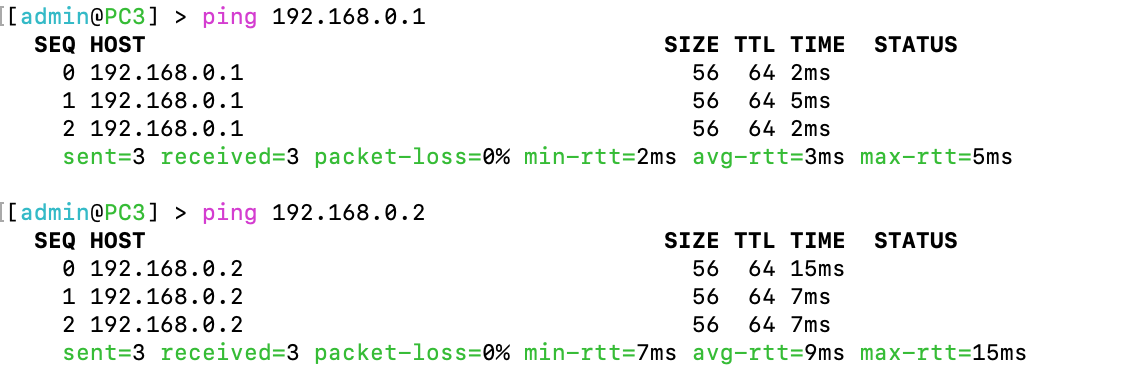 [[admin@PC3] > ping 192.168.0.1
SEQ HOST SIZE TTL TIME STATUS
0 192.168.0.1 56 64 2ms
1 192.168.0.1 56 64 5ms
2 192.168.0.1 56 64 2ms
sent=3 received=3 packet-loss=0% min-rtt=2ms avg-rtt=3ms max-rtt=5ms
[[admin@PC3] > ping 192.168.0.2
SEQ HOST SIZE TTL TIME STATUS
0 192.168.0.2 56 64 15ms
1 192.168.0.2 56 64 7ms
2 192.168.0.2 56 64 7ms
sent=3 received=3 packet-loss=0% min-rtt=7ms avg-rtt=9ms max-rtt=15ms